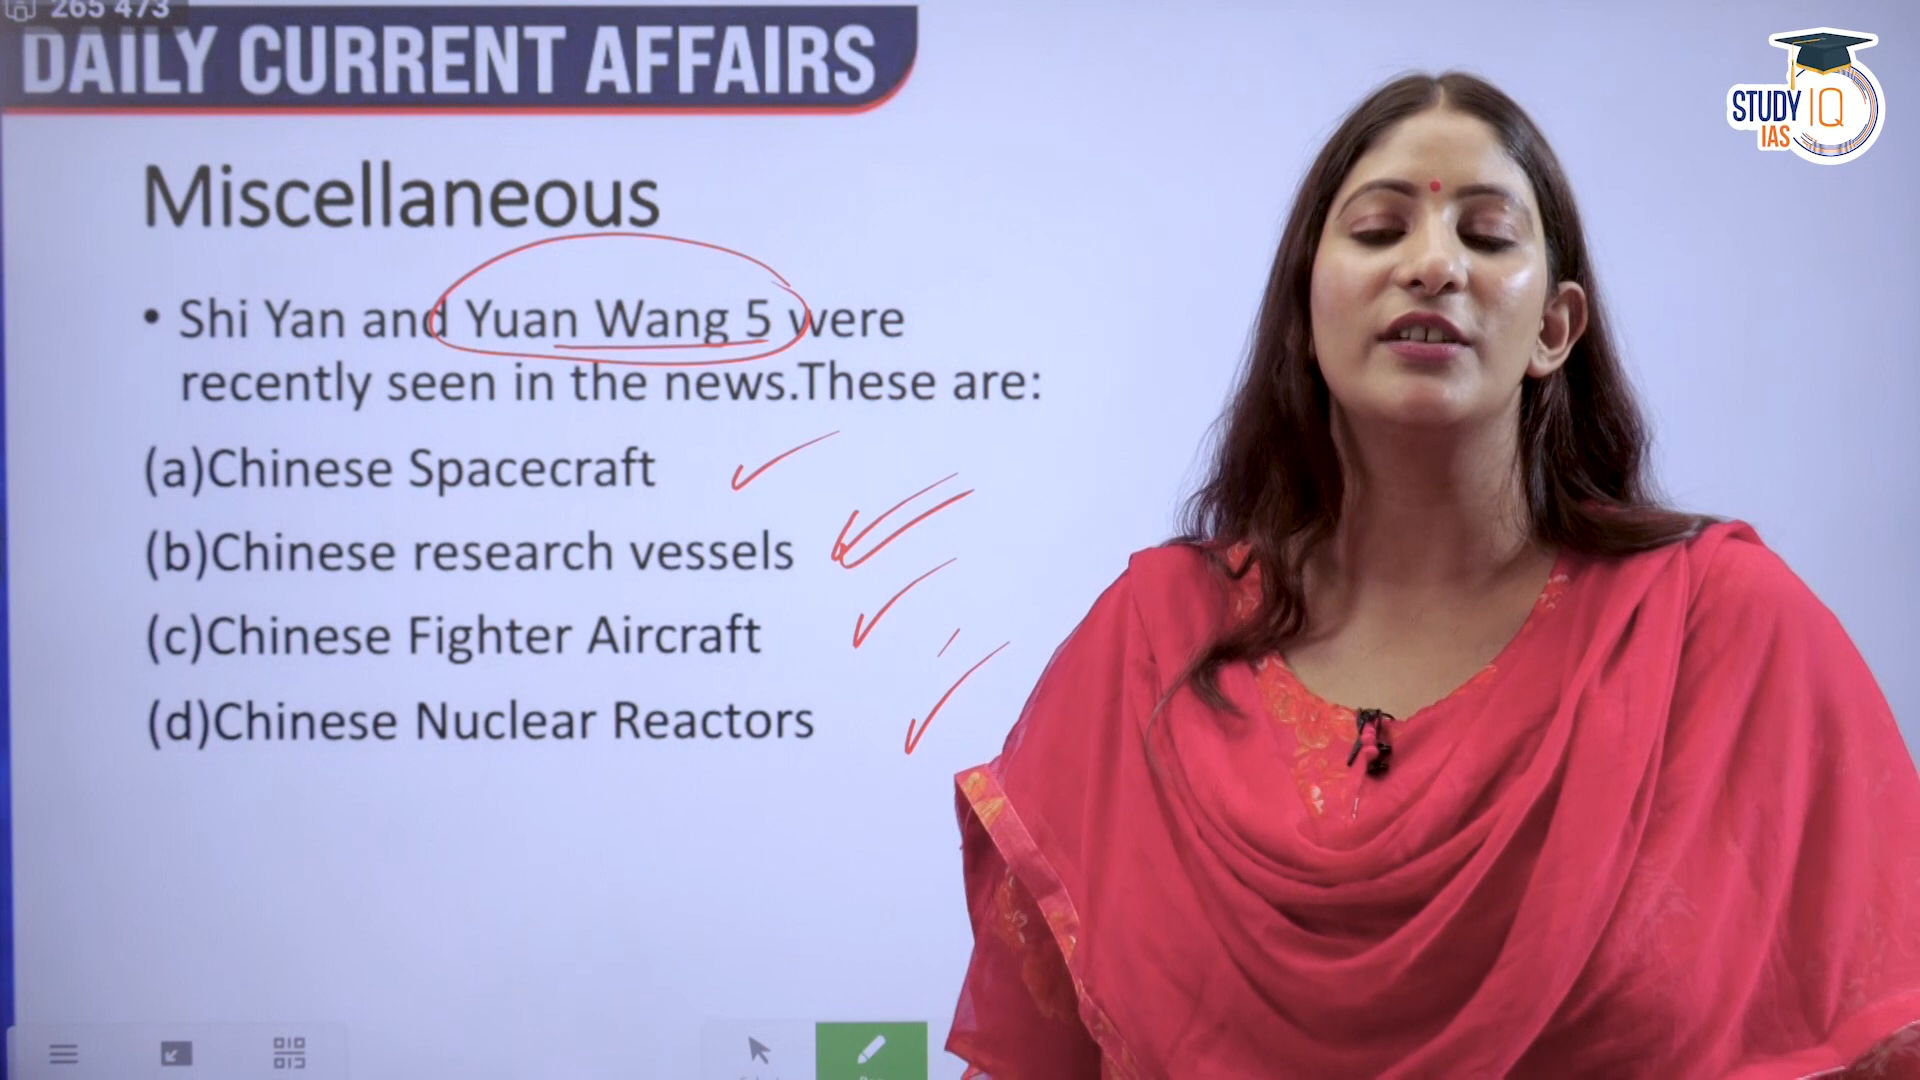 265 473
DAILY CURRENT AFFAIRS
STUDY IQ
IAS
Miscellaneous
• Shi Yan and Yuan Wang 5 were
recently seen in the news.These are:
(a)Chinese Spacecraft
(b)Chinese research vessels
(c)Chinese Fighter Aircraft
(d)Chinese Nuclear Reactors